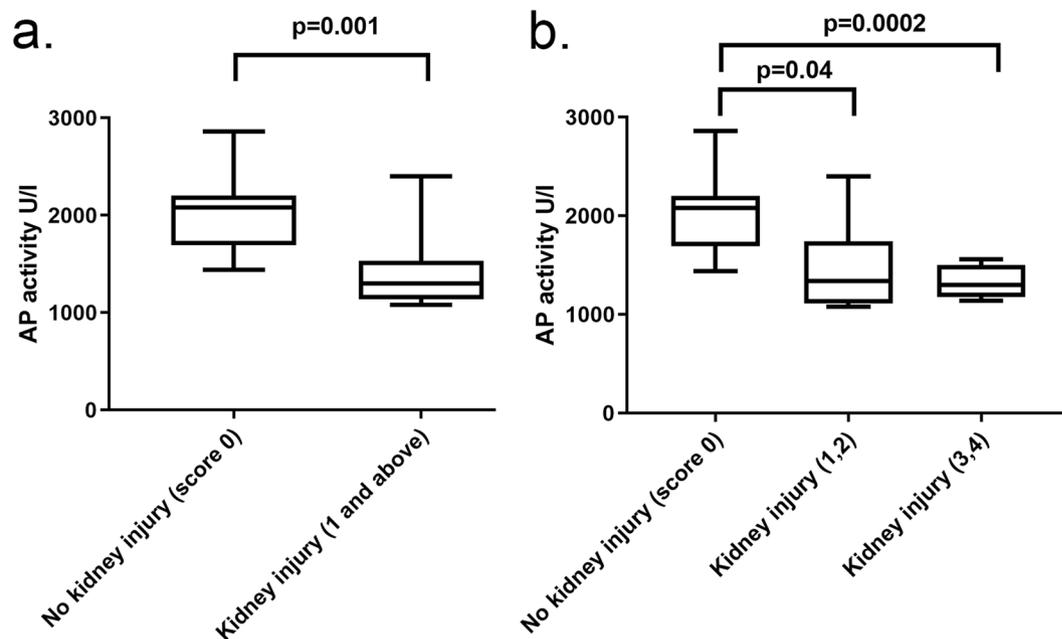 a.
p=0.001
AP activity U/l
3000
2000
1000
0
No kidney injury (score 0)
Kidney injury (1 and above)
b.
p=0.0002
p=0.04
AP activity U/l
3000
2000
1000
0
No kidney injury (score 0)
Kidney injury (1,2)
Kidney injury (3,4)